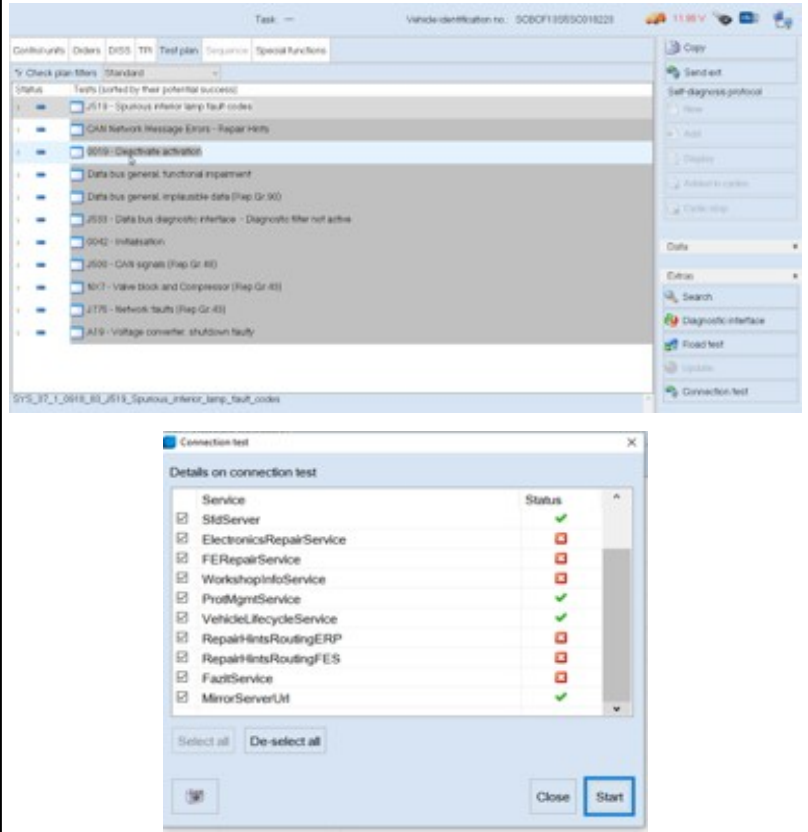 Task: ---
Vehicle identification no.:
11.98 V
Control units Orders DISS TPI Test plan Sequence Special functions
Check plan filters Standard
Status Tests (sorted by their potential success)
J519 - Spurious interior lamp fault codes
CAN Network Message Errors - Repair Hints
0019 - Deactivate activation
Data bus general, functional impairment
Data bus general, implausible data (Rep.Gr.90)
J533 - Data bus diagnostic interface - Diagnostic filter not active
0042 - Initialisation
J500 - CAN signals (Rep.Gr.48)
NX7 - Valve block and Compressor (Rep.Gr.43)
J775 - Network faults (Rep.Gr.43)
A19 - Voltage converter, shutdown faulty
SYS_37_1_0918_83_J519_Spurious_interior_lamp_fault_codes
Copy
Send ext.
Self-diagnosis protocol
New
Add
Display
Data
Extras
Search
Diagnostic interface
Road test
Update
Connection test
Connection test
Details on connection test
Service Status
SfdServer
ElectronicsRepairService
FERepairService
WorkshopInfoService
ProtMgmtService
VehicleLifecycleService
RepairHintsRoutingERP
RepairHintsRoutingFES
FazitService
MirrorServerUrl
Select all De-select all
Close Start